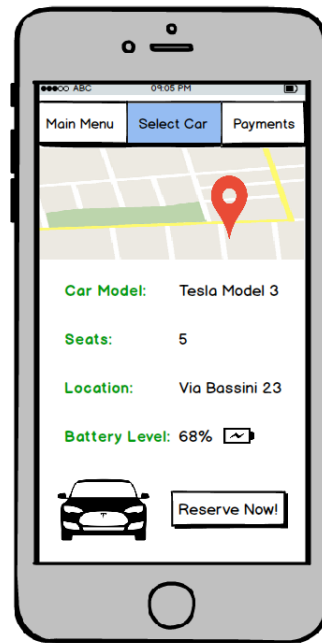 ABC 09:05 PM
Main Menu Select Car Payments
Car Model: Tesla Model 3
Seats: 5
Location: Via Bassini 23
Battery Level: 68%
Reserve Now!